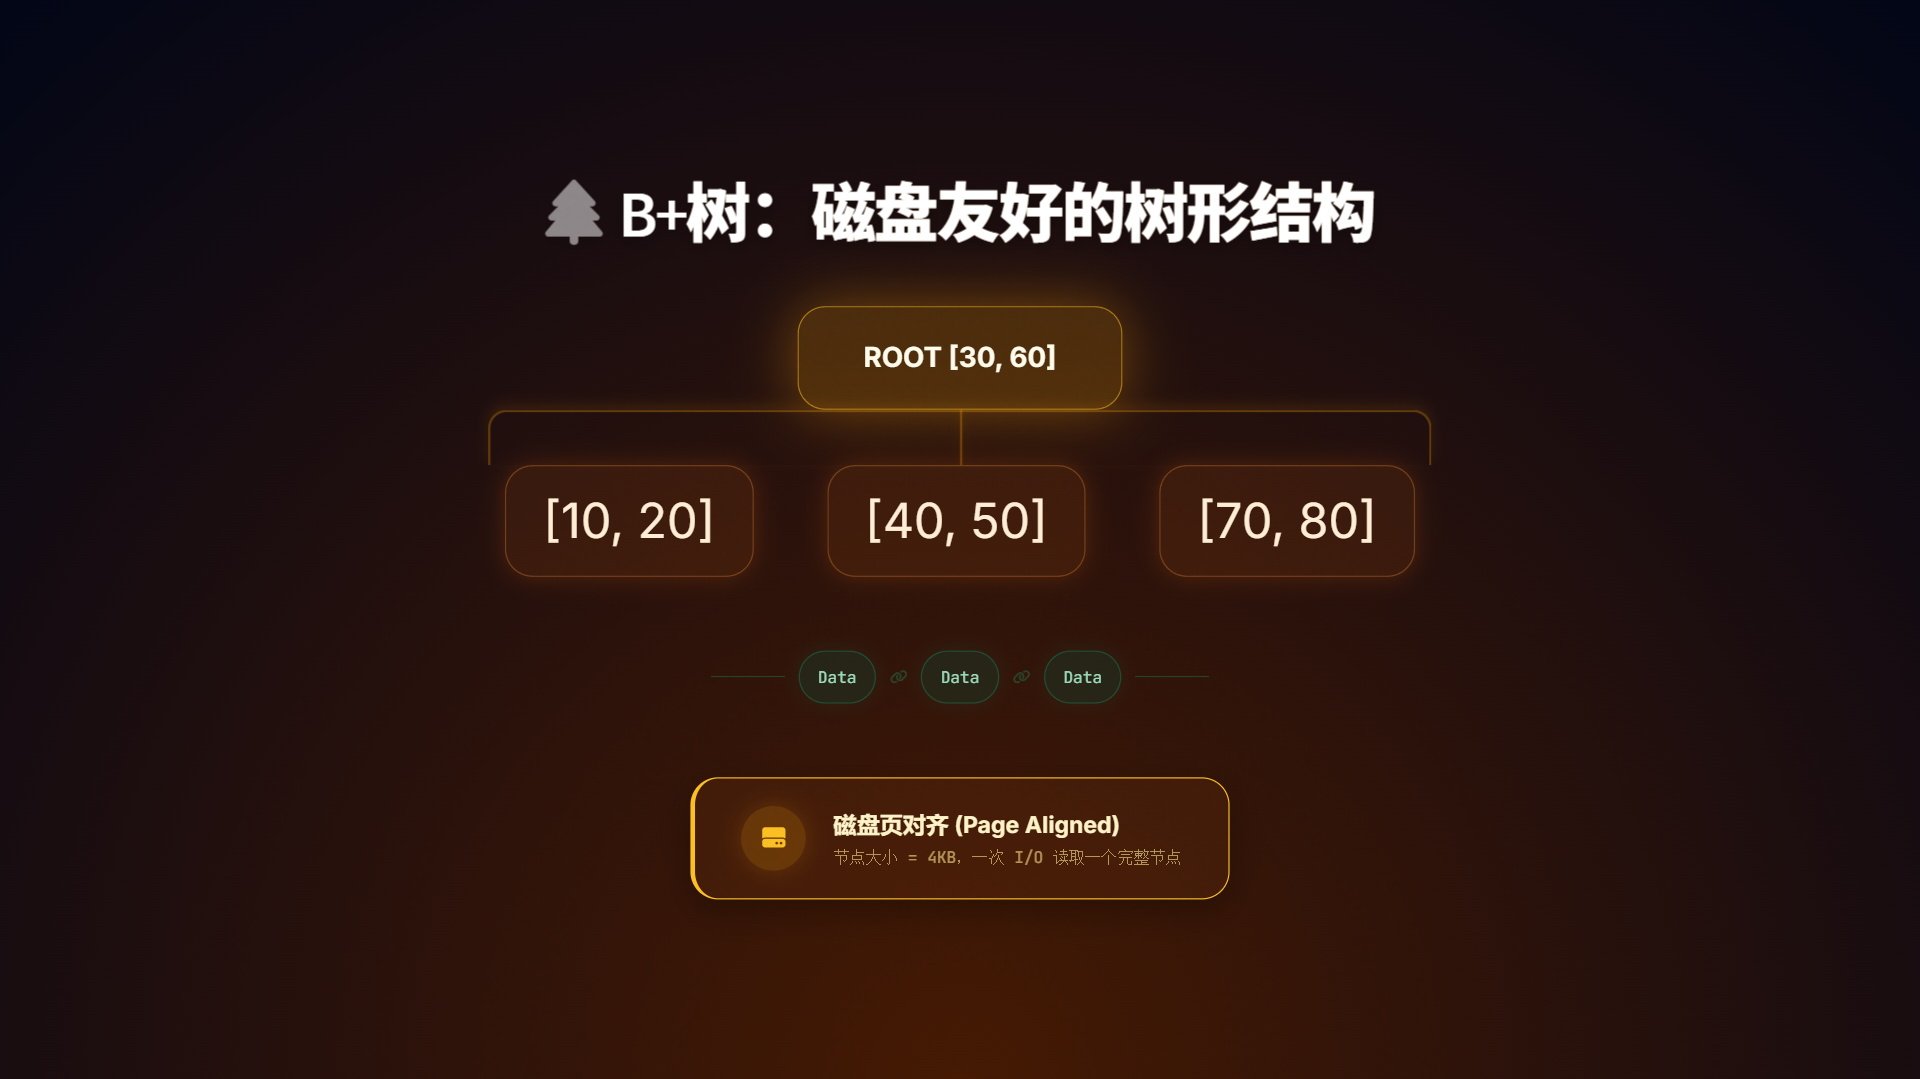 B+树：磁盘友好的树形结构
ROOT [30, 60]
[10, 20]
[40, 50]
[70, 80]
Data
Data
Data
磁盘页对齐 (Page Aligned)
节点大小 = 4KB，一次 I/O 读取一个完整节点